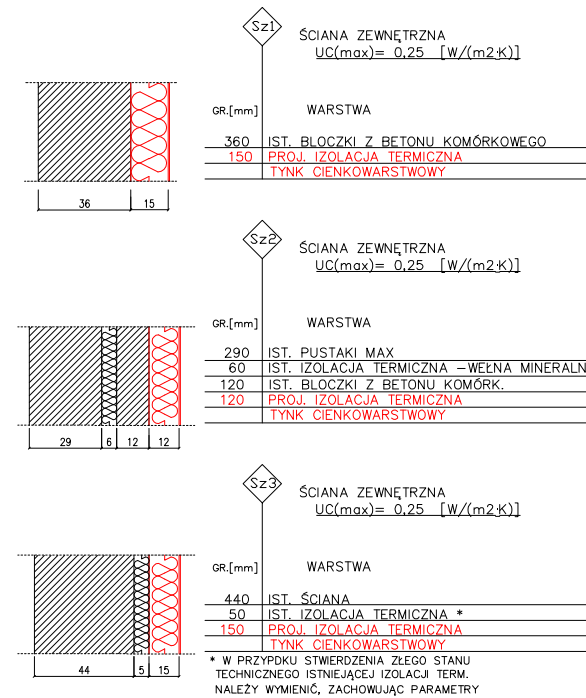 Sz1
ŚCIANA ZEWNĘTRZNA
UC(max)= 0,25 [W/(m2·K)]
GR.[mm] WARSTWA
360 IST. BLOCZKI Z BETONU KOMÓRKOWEGO
150 PROJ. IZOLACJA TERMICZNA
TYNK CIENKOWARSTWOWY
36 15
Sz2
ŚCIANA ZEWNĘTRZNA
UC(max)= 0,25 [W/(m2·K)]
GR.[mm] WARSTWA
290 IST. PUSTAKI MAX
60 IST. IZOLACJA TERMICZNA –WEŁNA MINERALN
120 IST. BLOCZKI Z BETONU KOMÓRK.
120 PROJ. IZOLACJA TERMICZNA
TYNK CIENKOWARSTWOWY
29 6 12 12
Sz3
ŚCIANA ZEWNĘTRZNA
UC(max)= 0,25 [W/(m2·K)]
GR.[mm] WARSTWA
440 IST. ŚCIANA
50 IST. IZOLACJA TERMICZNA *
150 PROJ. IZOLACJA TERMICZNA
TYNK CIENKOWARSTWOWY
44 5 15
* W PRZYPDKU STWIERDZENIA ZŁEGO STANU
TECHNICZNEGO ISTNIEJĄCEJ IZOLACJI TERM.
NALEŻY WYMIENIĆ, ZACHOWUJĄC PARAMETRY